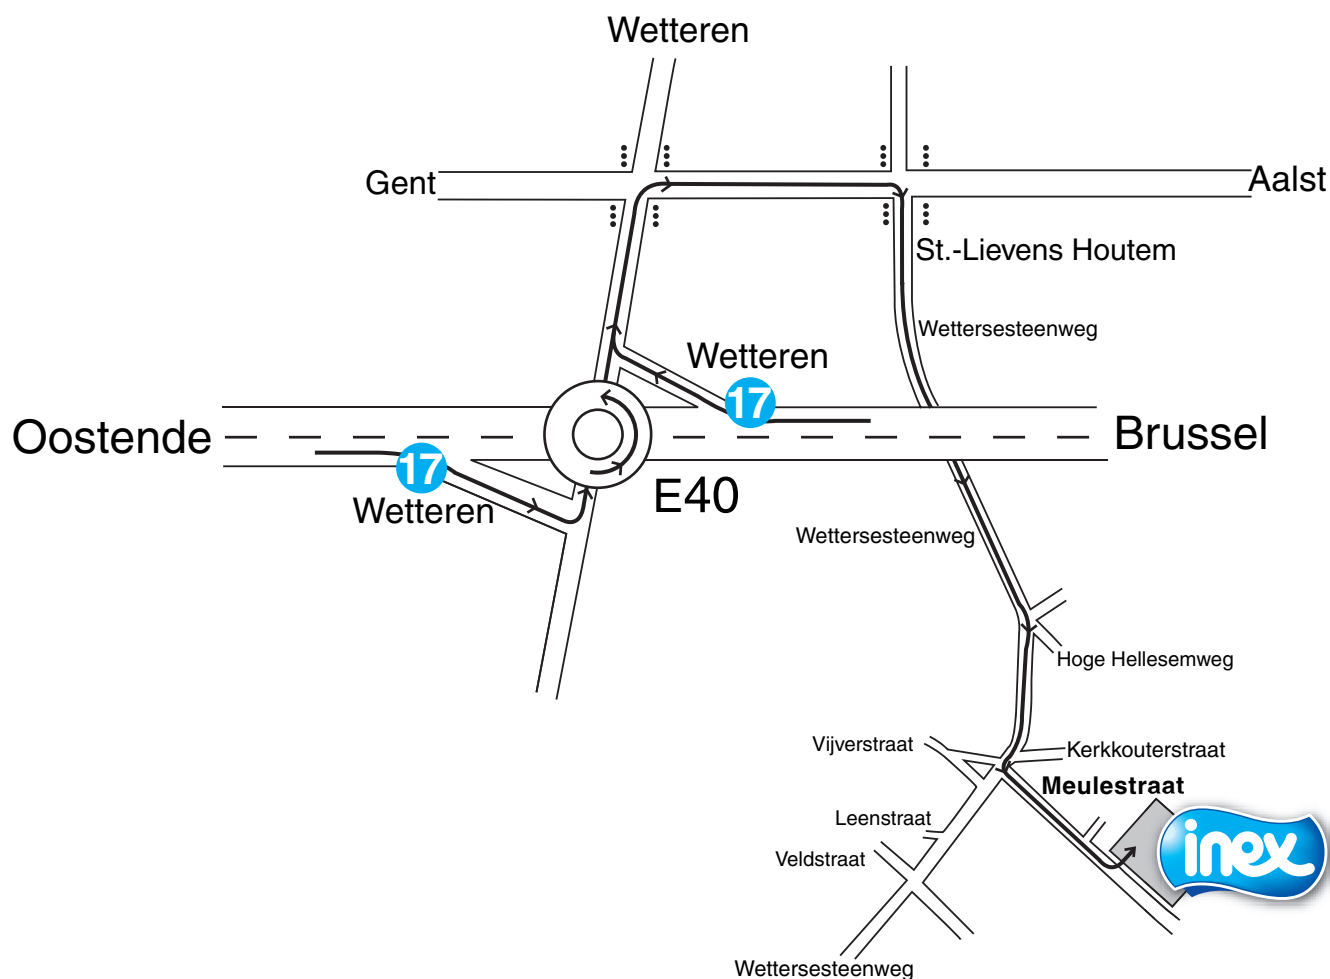 Wetteren
Gent
Aalst
St.-Lievens Houtem
Wettersesteenweg
Wetteren
17
Oostende
Brussel
17
E40
Wetteren
Wettersesteenweg
Hoge Hellesemweg
Vijverstraat
Kerkkouterstraat
Meulestraat
Leenstraat
inex
Veldstraat
Wettersesteenweg